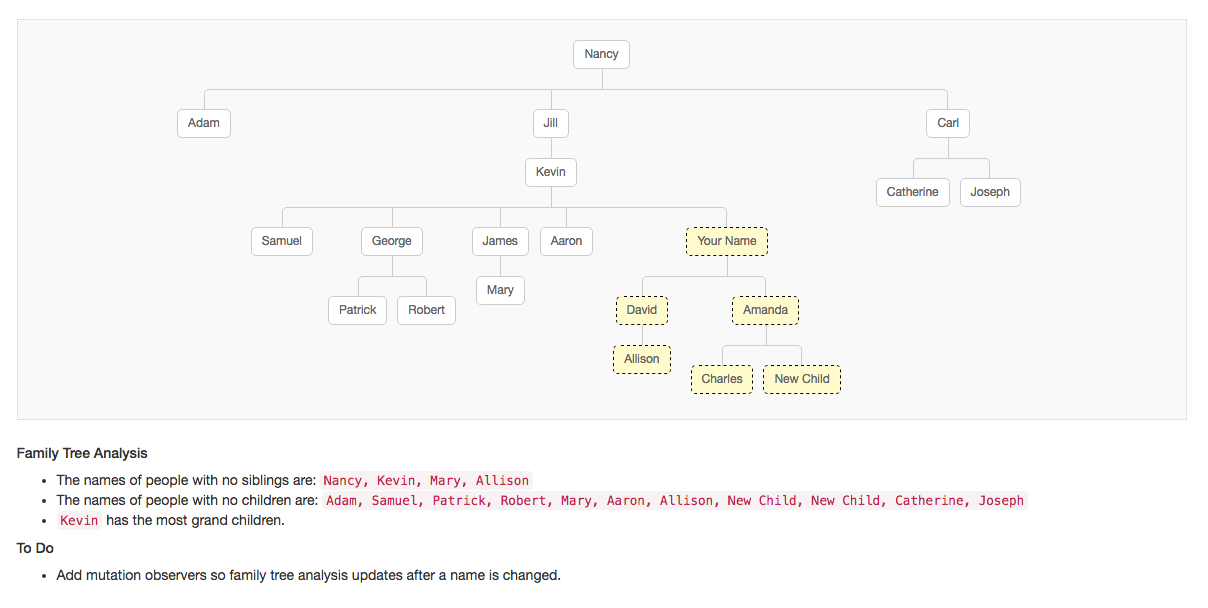 Nancy
Adam Jill Carl
Kevin Catherine Joseph
Samuel George James Aaron Your Name
Patrick Robert Mary David Amanda
Allison Charles New Child
Family Tree Analysis
The names of people with no siblings are: Nancy, Kevin, Mary, Allison
The names of people with no children are: Adam, Samuel, Patrick, Robert, Mary, Aaron, Allison, New Child, New Child, Catherine, Joseph
Kevin has the most grand children.
To Do
Add mutation observers so family tree analysis updates after a name is changed.